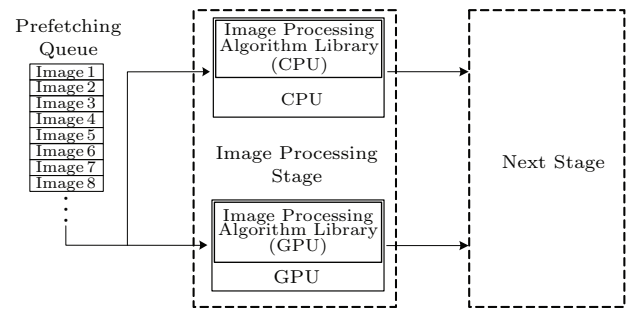 Prefetching
Queue
Image 1
Image 2
Image 3
Image 4
Image 5
Image 6
Image 7
Image 8
Image Processing
Algorithm Library
(CPU)
CPU
Image Processing
Stage
Image Processing
Algorithm Library
(GPU)
GPU
Next Stage